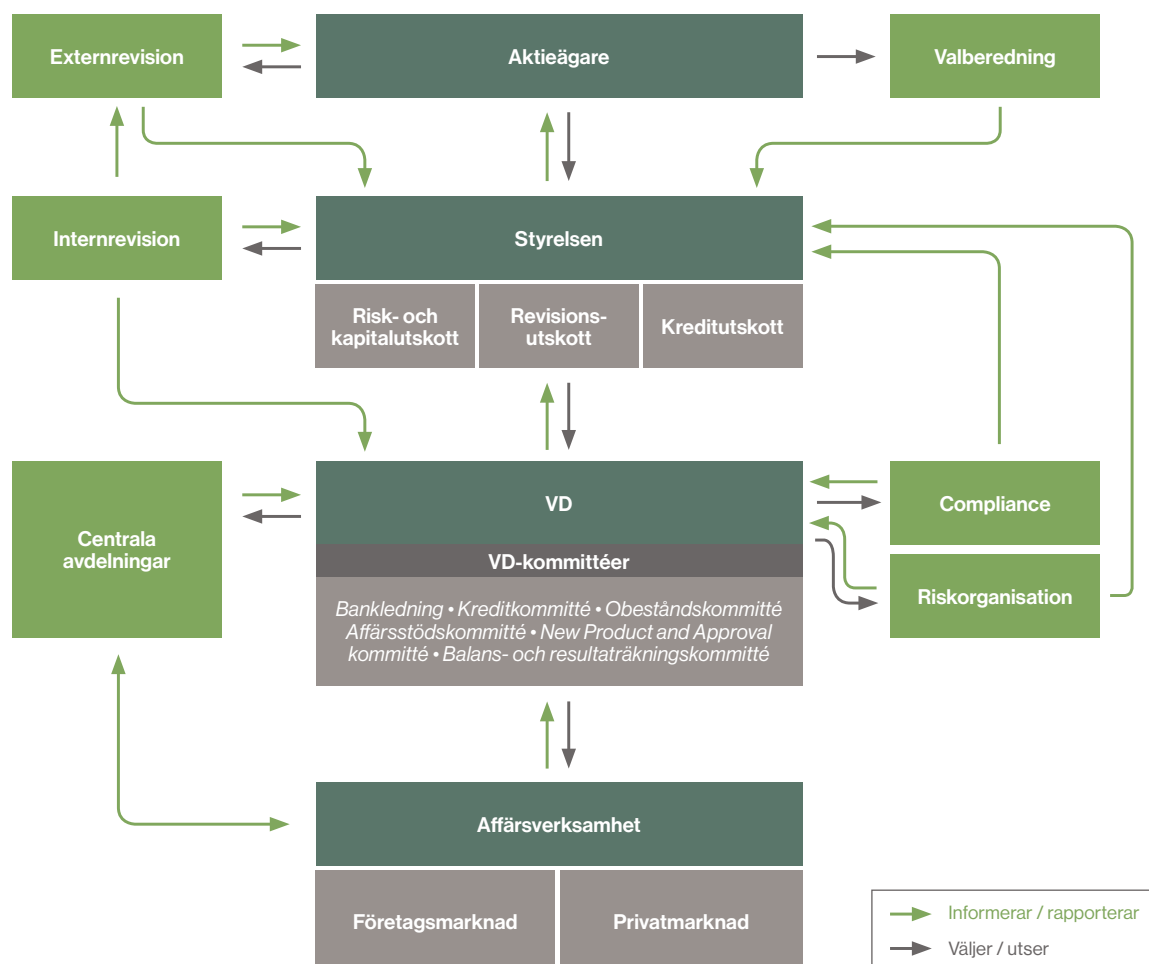 Externrevision
Aktieägare
Valberedning
Internrevision
Styrelsen
Risk- och
kapitalutskott
Revisions-
utskott
Kreditutskott
Centrala
avdelningar
VD
Compliance
VD-kommittéer
Riskorganisation
Bankledning • Kreditkommitté • Obeståndskommitté
Affärsstödskommitté • New Product and Approval
kommitté • Balans- och resultaträkningskommitté
Affärsverksamhet
Företagsmarknad
Privatmarknad
Informerar / rapporterar
Väljer / utser